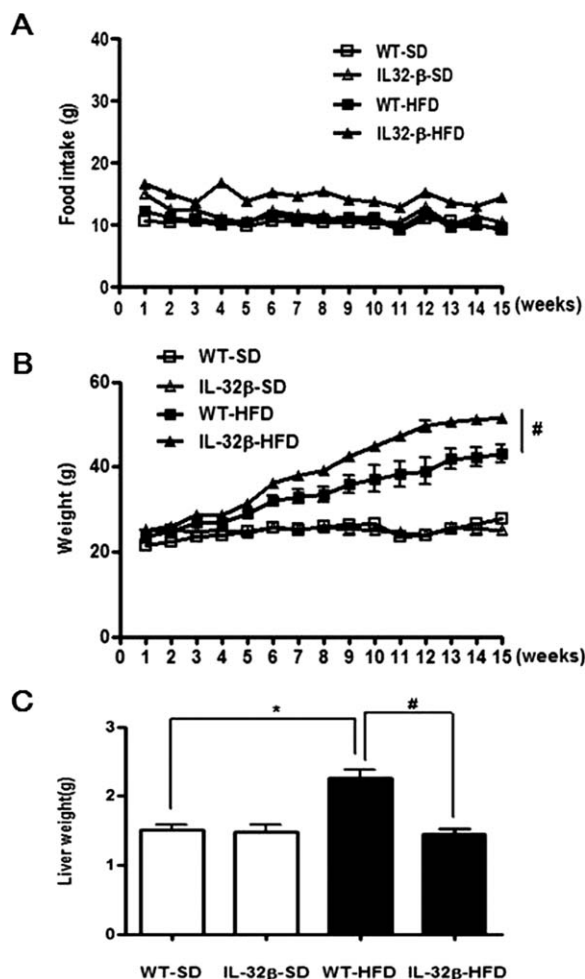 A
40
30
20
10
0
Food intake (g)
WT-SD
IL32-β-SD
WT-HFD
IL32-β-HFD
0 1 2 3 4 5 6 7 8 9 10 11 12 13 14 15 (weeks)
B
WT-SD
IL-32β-SD
WT-HFD
IL-32β-HFD
60
40
20
0
Weight (g)
#
0 1 2 3 4 5 6 7 8 9 10 11 12 13 14 15 (weeks)
C
3
2
1
0
Liver weight(g)
* #
WT-SD IL-32β-SD WT-HFD IL-32β-HFD